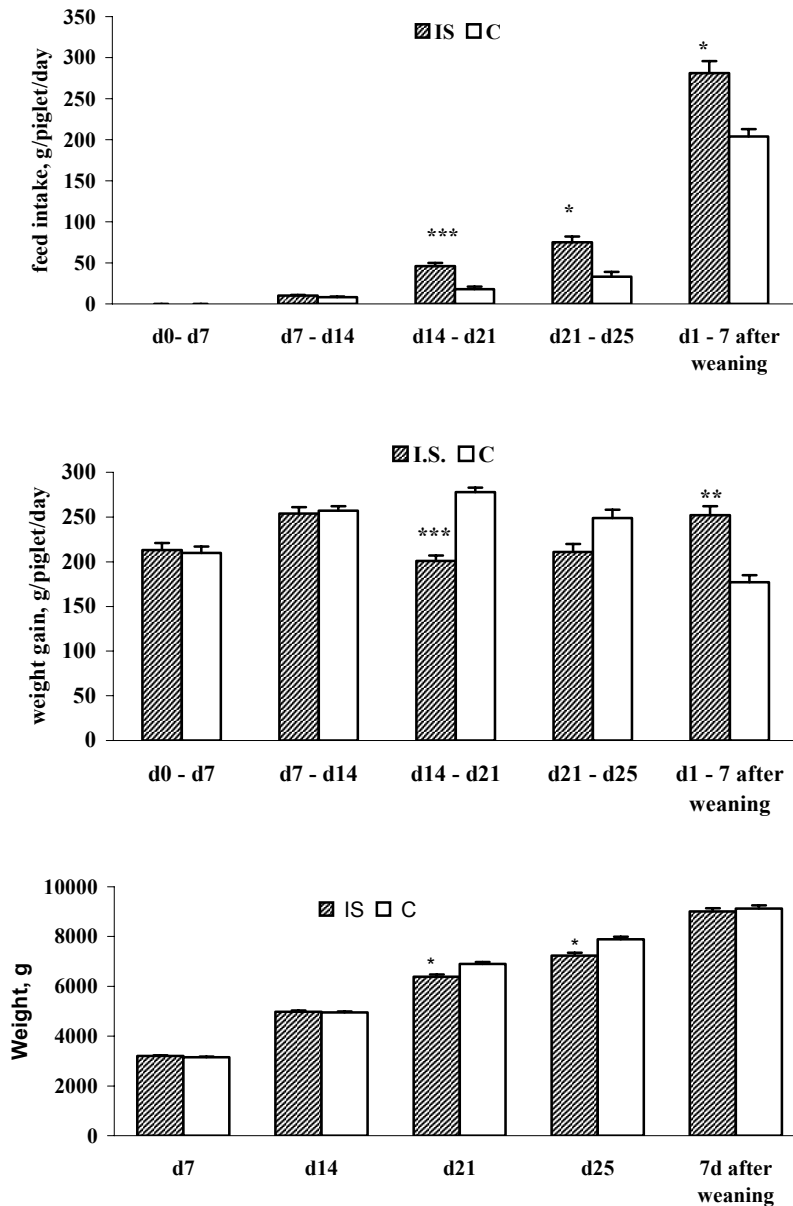 IS C
feed intake, g/piglet/day
350
300
250
200
150
100
50
0
*
***
*
d0- d7 d7 - d14 d14 - d21 d21 - d25 d1 - 7 after
weaning
I.S. C
weight gain, g/piglet/day
300
250
200
150
100
50
0
***
**
d0 - d7 d7 - d14 d14 - d21 d21 - d25 d1 - 7 after
weaning
IS C
Weight, g
10000
8000
6000
4000
2000
0
*
*
d7 d14 d21 d25 7d after
weaning